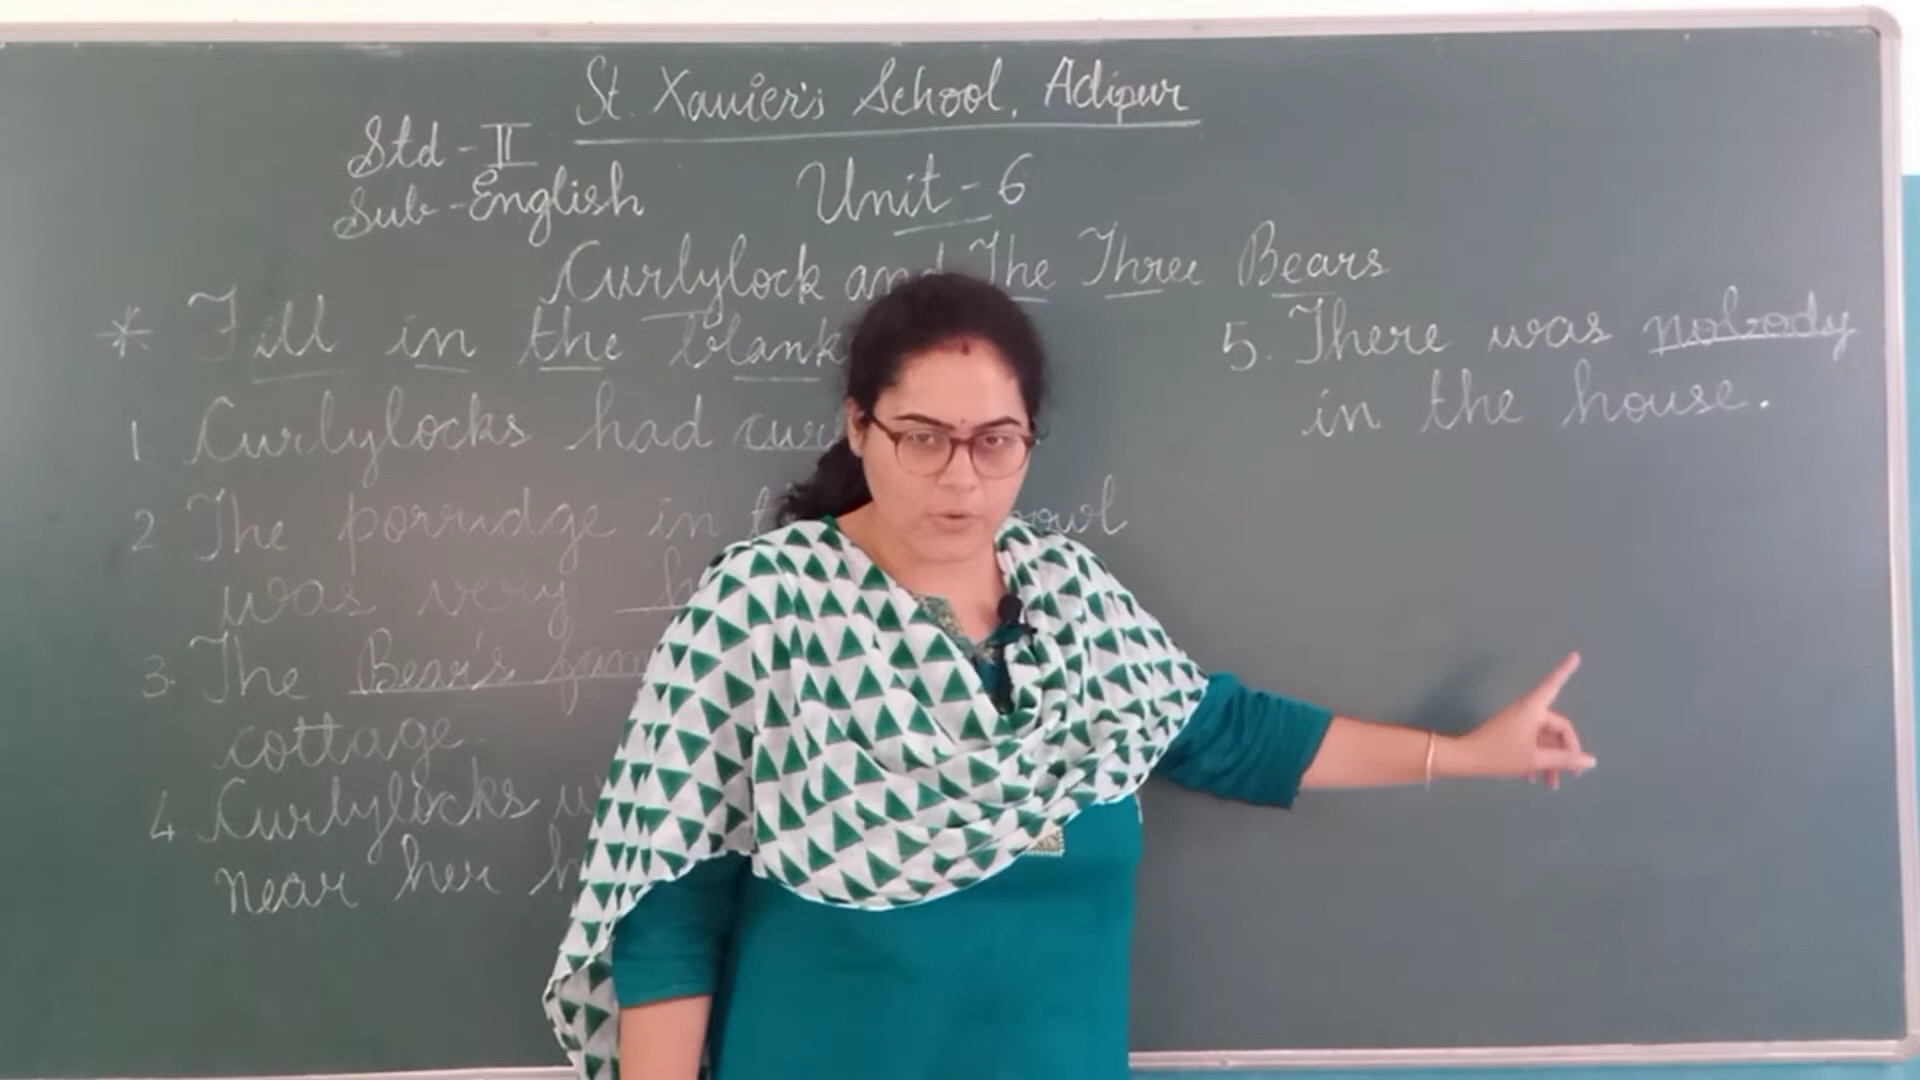 St. Xavier's School, Adipur
Std - II
Sub - English
Unit - 6
Curlylock and The Three Bears
* Fill in the blank
1 Curlylocks had
2 The porridge in
was very
3. The Bear's
cottage.
4 Curlylocks
near her
5. There was nobody
in the house.